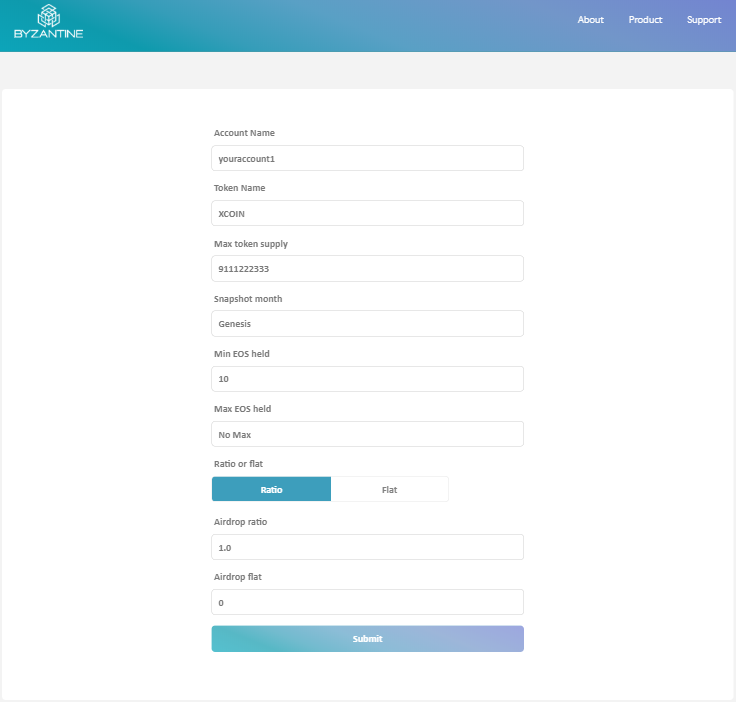 BYZANTINE
About Product Support
Account Name
youraccount1
Token Name
XCOIN
Max token supply
9111222333
Snapshot month
Genesis
Min EOS held
10
Max EOS held
No Max
Ratio or flat
Ratio Flat
Airdrop ratio
1.0
Airdrop flat
0
Submit